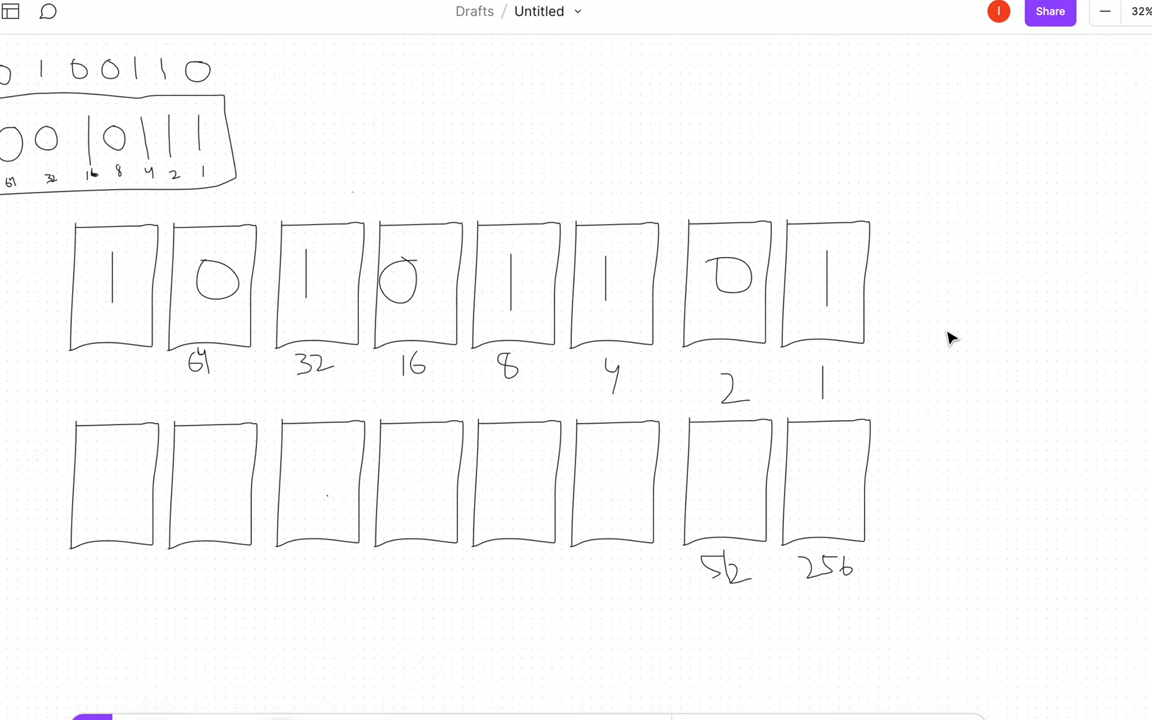 Drafts / Untitled
I
Share
32%
0 1 0 0 1 1 0
0 0 1 0 1 1 1
64 32 16 8 4 2 1
1 0 1 0 1 1 0 1
64 32 16 8 4 2 1
512 256